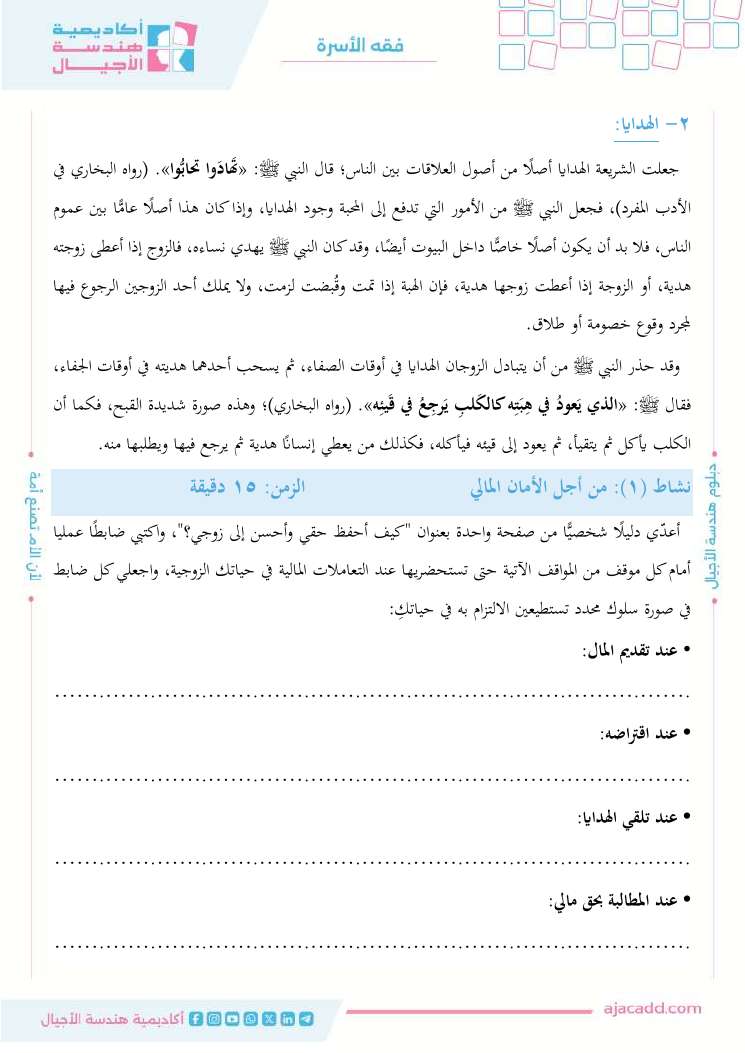 أكاديمية
هندسة
الأجيال
فقه الأسرة
٢- الهدايا:
جعلت الشريعة الهدايا أصلًا من أصول العلاقات بين الناس؛ قال النبي ﷺ: «تَهَادَوا تحابُّوا». (رواه البخاري في
الأدب المفرد)، فجعل النبي ﷺ من الأمور التي تدفع إلى المحبة وجود الهدايا، وإذا كان هذا أصلًا عامًّا بين عموم
الناس، فلا بد أن يكون أصلًا خاصًّا داخل البيوت أيضًا، وقد كان النبي ﷺ يهدي نساءه، فالزوج إذا أعطى زوجته
هدية، أو الزوجة إذا أعطت زوجها هدية، فإن الهبة إذا تمت وقُبضت لزمت، ولا يملك أحد الزوجين الرجوع فيها
لمجرد وقوع خصومة أو طلاق.
وقد حذر النبي ﷺ من أن يتبادل الزوجان الهدايا في أوقات الصفاء، ثم يسحب أحدهما هديته في أوقات الجفاء،
فقال ﷺ: «الذي يَعودُ في هِبَتِه كالكَلبِ يَرجِعُ في قَيئِه». (رواه البخاري)؛ وهذه صورة شديدة القبح، فكما أن
الكلب يأكل ثم يتقيأ، ثم يعود إلى قيئه فيأكله، فكذلك من يعطي إنسانًا هدية ثم يرجع فيها ويطلبها منه.
نشاط (١): من أجل الأمان المالي الزمن: ١٥ دقيقة
أعدّي دليلًا شخصيًّا من صفحة واحدة بعنوان "كيف أحفظ حقي وأحسن إلى زوجي؟"، واكتبي ضابطًا عمليا
أمام كل موقف من المواقف الآتية حتى تستحضريها عند التعاملات المالية في حياتك الزوجية، واجعلي كل ضابط
في صورة سلوك محدد تستطيعين الالتزام به في حياتكِ:
• عند تقديم المال:
................................................................................
• عند اقتراضه:
................................................................................
• عند تلقي الهدايا:
................................................................................
• عند المطالبة بحق مالي:
................................................................................
دبلوم هندسة الأجيال
لأن الأم تصنع أمة
أكاديمية هندسة الأجيال
ajacadd.com